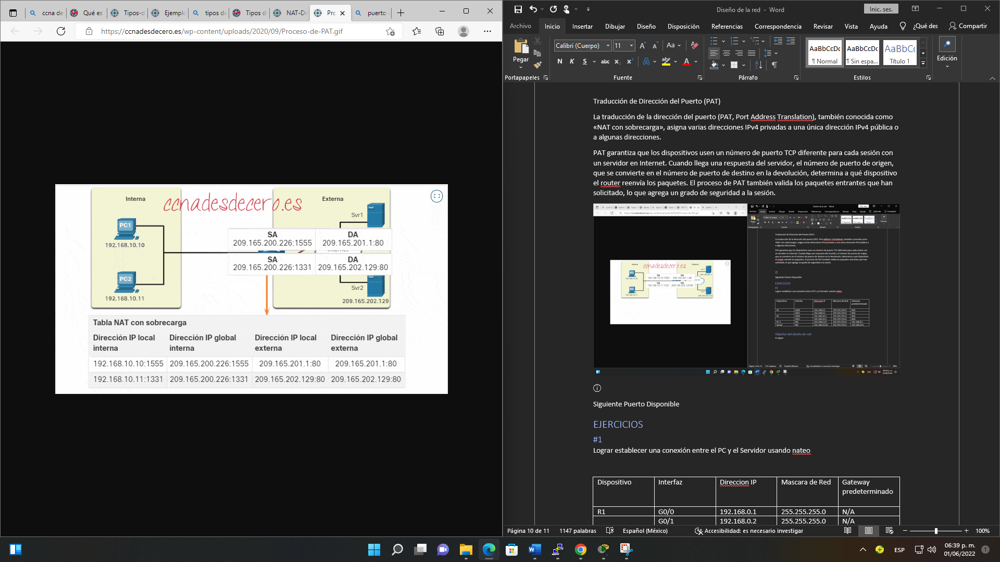 ccna de
Qué es
Tipos-d
Ejemplo
tipos de
Tipos d
NAT-Di
Pro
puerto
https://ccnadesdecero.es/wp-content/uploads/2020/09/Proceso-de-PAT.gif
Interna
ccnadesdecero.es
Externa
Svr1
PC1
192.168.10.10
SA
DA
209.165.200.226:1555
209.165.201.1:80
SA
DA
209.165.200.226:1331
209.165.202.129:80
PC2
Svr2
192.168.10.11
209.165.202.129
Tabla NAT con sobrecarga
Dirección IP local interna
Dirección IP global interna
Dirección IP local externa
Dirección IP global externa
192.168.10.10:1555 209.165.200.226:1555 209.165.201.1:80 209.165.201.1:80
192.168.10.11:1331 209.165.200.226:1331 209.165.202.129:80 209.165.202.129:80
Diseño de la red - Word
Inic. ses.
Archivo Inicio Insertar Dibujar Diseño Disposición Referencias Correspondencia Revisar Vista Ayuda ¿Qué des Compartir
Pegar
Calibri (Cuerpo) 11
Aa
N K S abc x₂ x² A ab A
AaBbCcDc AaBbCcDc AaBbCc
¶ Normal ¶ Sin espa... Título 1
Edición
Portapapeles Fuente Párrafo Estilos
Traducción de Dirección del Puerto (PAT)
La traducción de la dirección del puerto (PAT, Port Address Translation), también conocida como
«NAT con sobrecarga», asigna varias direcciones IPv4 privadas a una única dirección IPv4 pública o
a algunas direcciones.
PAT garantiza que los dispositivos usen un número de puerto TCP diferente para cada sesión con
un servidor en Internet. Cuando llega una respuesta del servidor, el número de puerto de origen,
que se convierte en el número de puerto de destino en la devolución, determina a qué dispositivo
el router reenvía los paquetes. El proceso de PAT también valida los paquetes entrantes que han
solicitado, lo que agrega un grado de seguridad a la sesión.
Siguiente Puerto Disponible
EJERCICIOS
#1
Lograr establecer una conexión entre el PC y el Servidor usando nateo
Dispositivo Interfaz Direccion IP Mascara de Red Gateway predeterminado
R1 G0/0 192.168.0.1 255.255.255.0 N/A
G0/1 192.168.0.2 255.255.255.0 N/A
Página 10 de 11 1147 palabras Español (México) Accesibilidad: es necesario investigar 100%
ESP
06:39 p. m.
01/06/2022